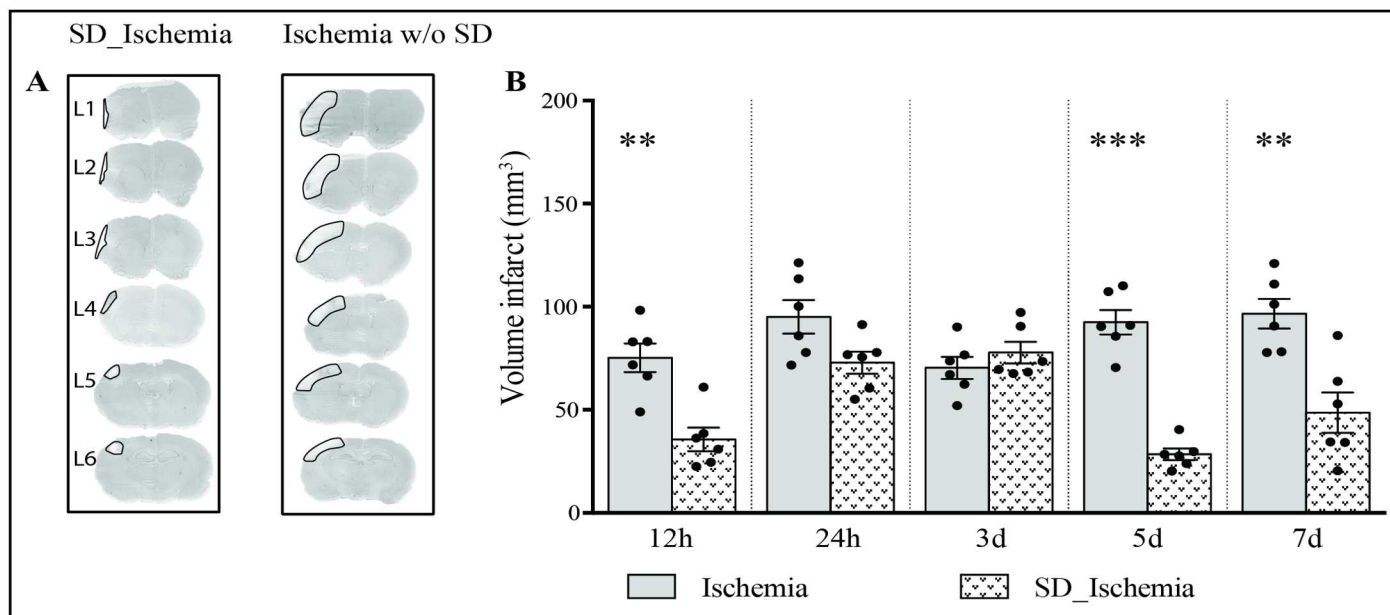 SD_Ischemia
Ischemia w/o SD
A
L1
L2
L3
L4
L5
L6
B
Volume infarct (mm³)
200
150
100
50
0
**
***
**
12h
24h
3d
5d
7d
Ischemia
SD_Ischemia